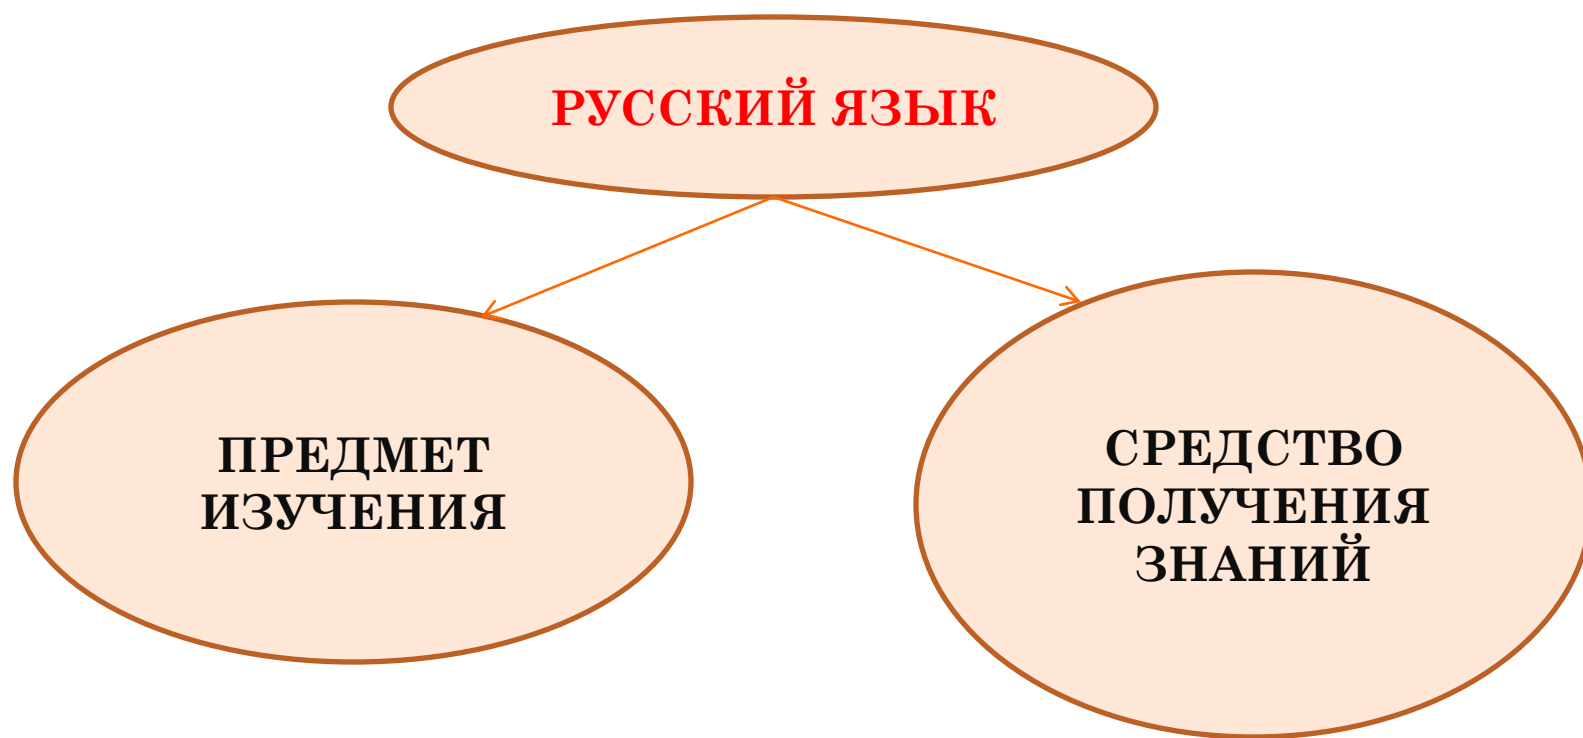 РУССКИЙ ЯЗЫК
ПРЕДМЕТ
ИЗУЧЕНИЯ
СРЕДСТВО
ПОЛУЧЕНИЯ
ЗНАНИЙ